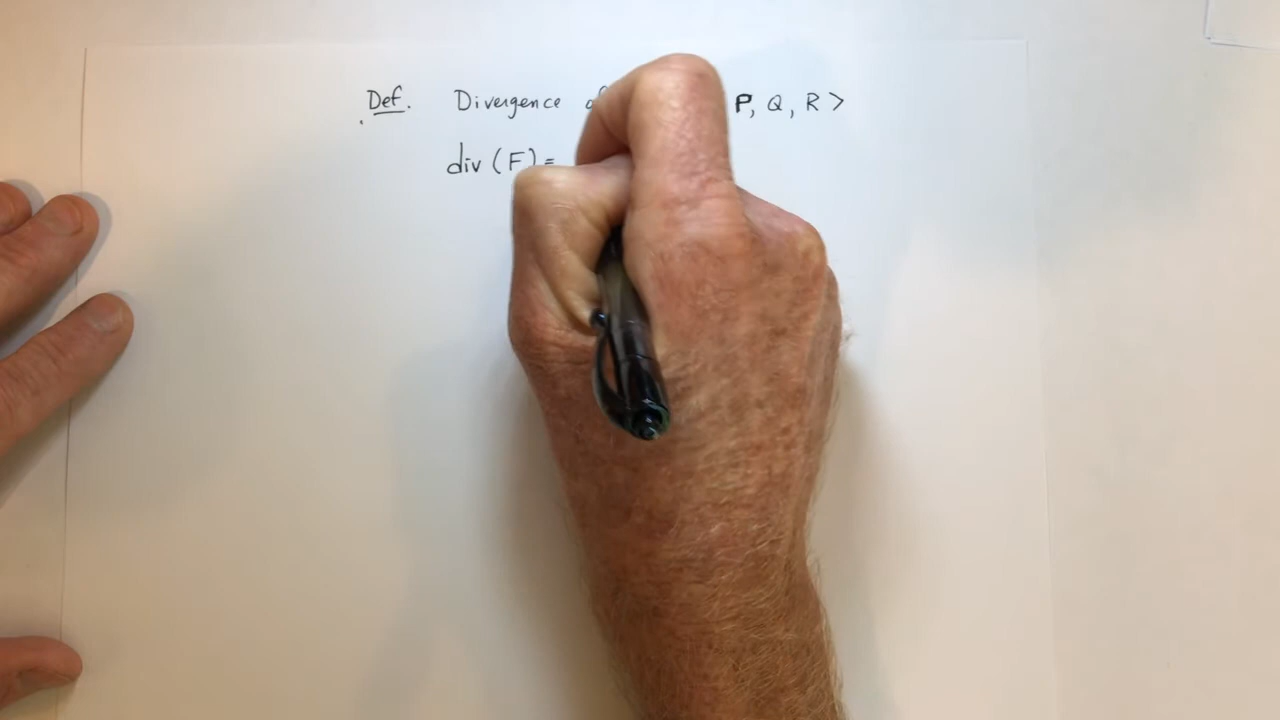 Def. Divergence P, Q, R >
div (F) =